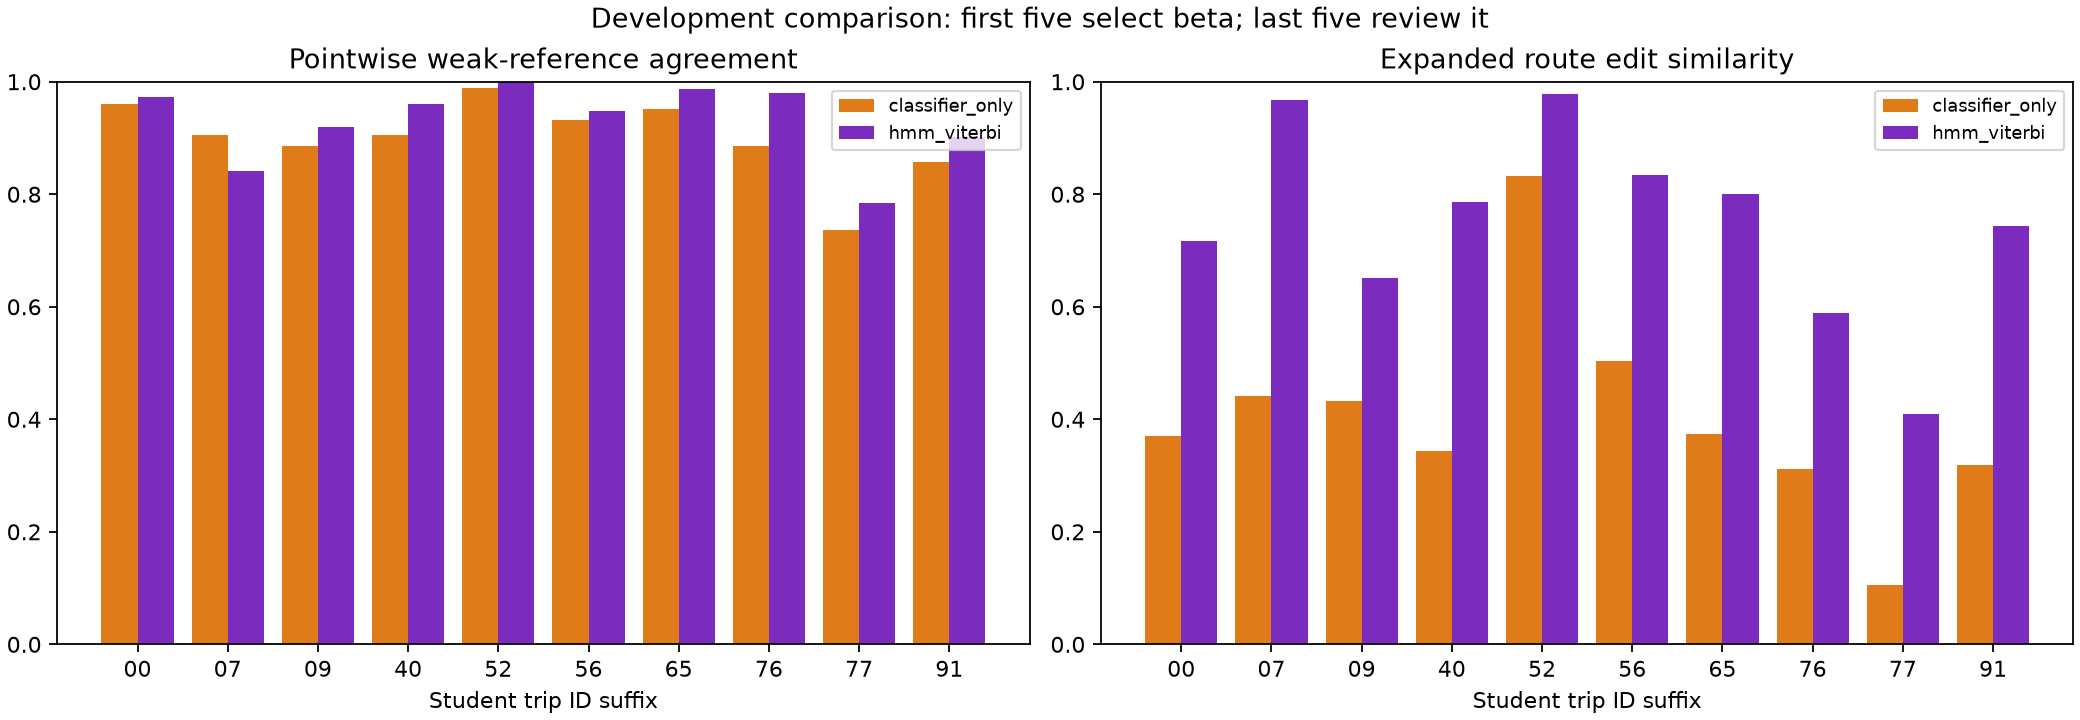 Development comparison: first five select beta; last five review it
Pointwise weak-reference agreement
1.0
0.8
0.6
0.4
0.2
0.0
classifier_only
hmm_viterbi
00 07 09 40 52 56 65 76 77 91
Student trip ID suffix
Expanded route edit similarity
1.0
0.8
0.6
0.4
0.2
0.0
classifier_only
hmm_viterbi
00 07 09 40 52 56 65 76 77 91
Student trip ID suffix